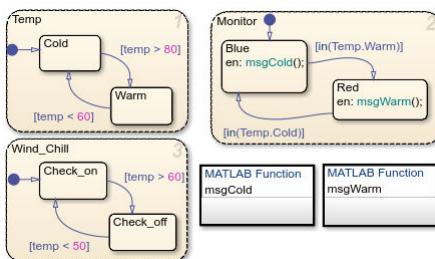 Temp
1
Cold
[temp > 80]
Warm
[temp < 60]
Monitor
2
Blue
en: msgCold();
[in(Temp.Warm)]
Red
en: msgWarm();
[in(Temp.Cold)]
Wind_Chill
3
Check_on
[temp > 60]
Check_off
[temp < 50]
MATLAB Function
msgCold
MATLAB Function
msgWarm